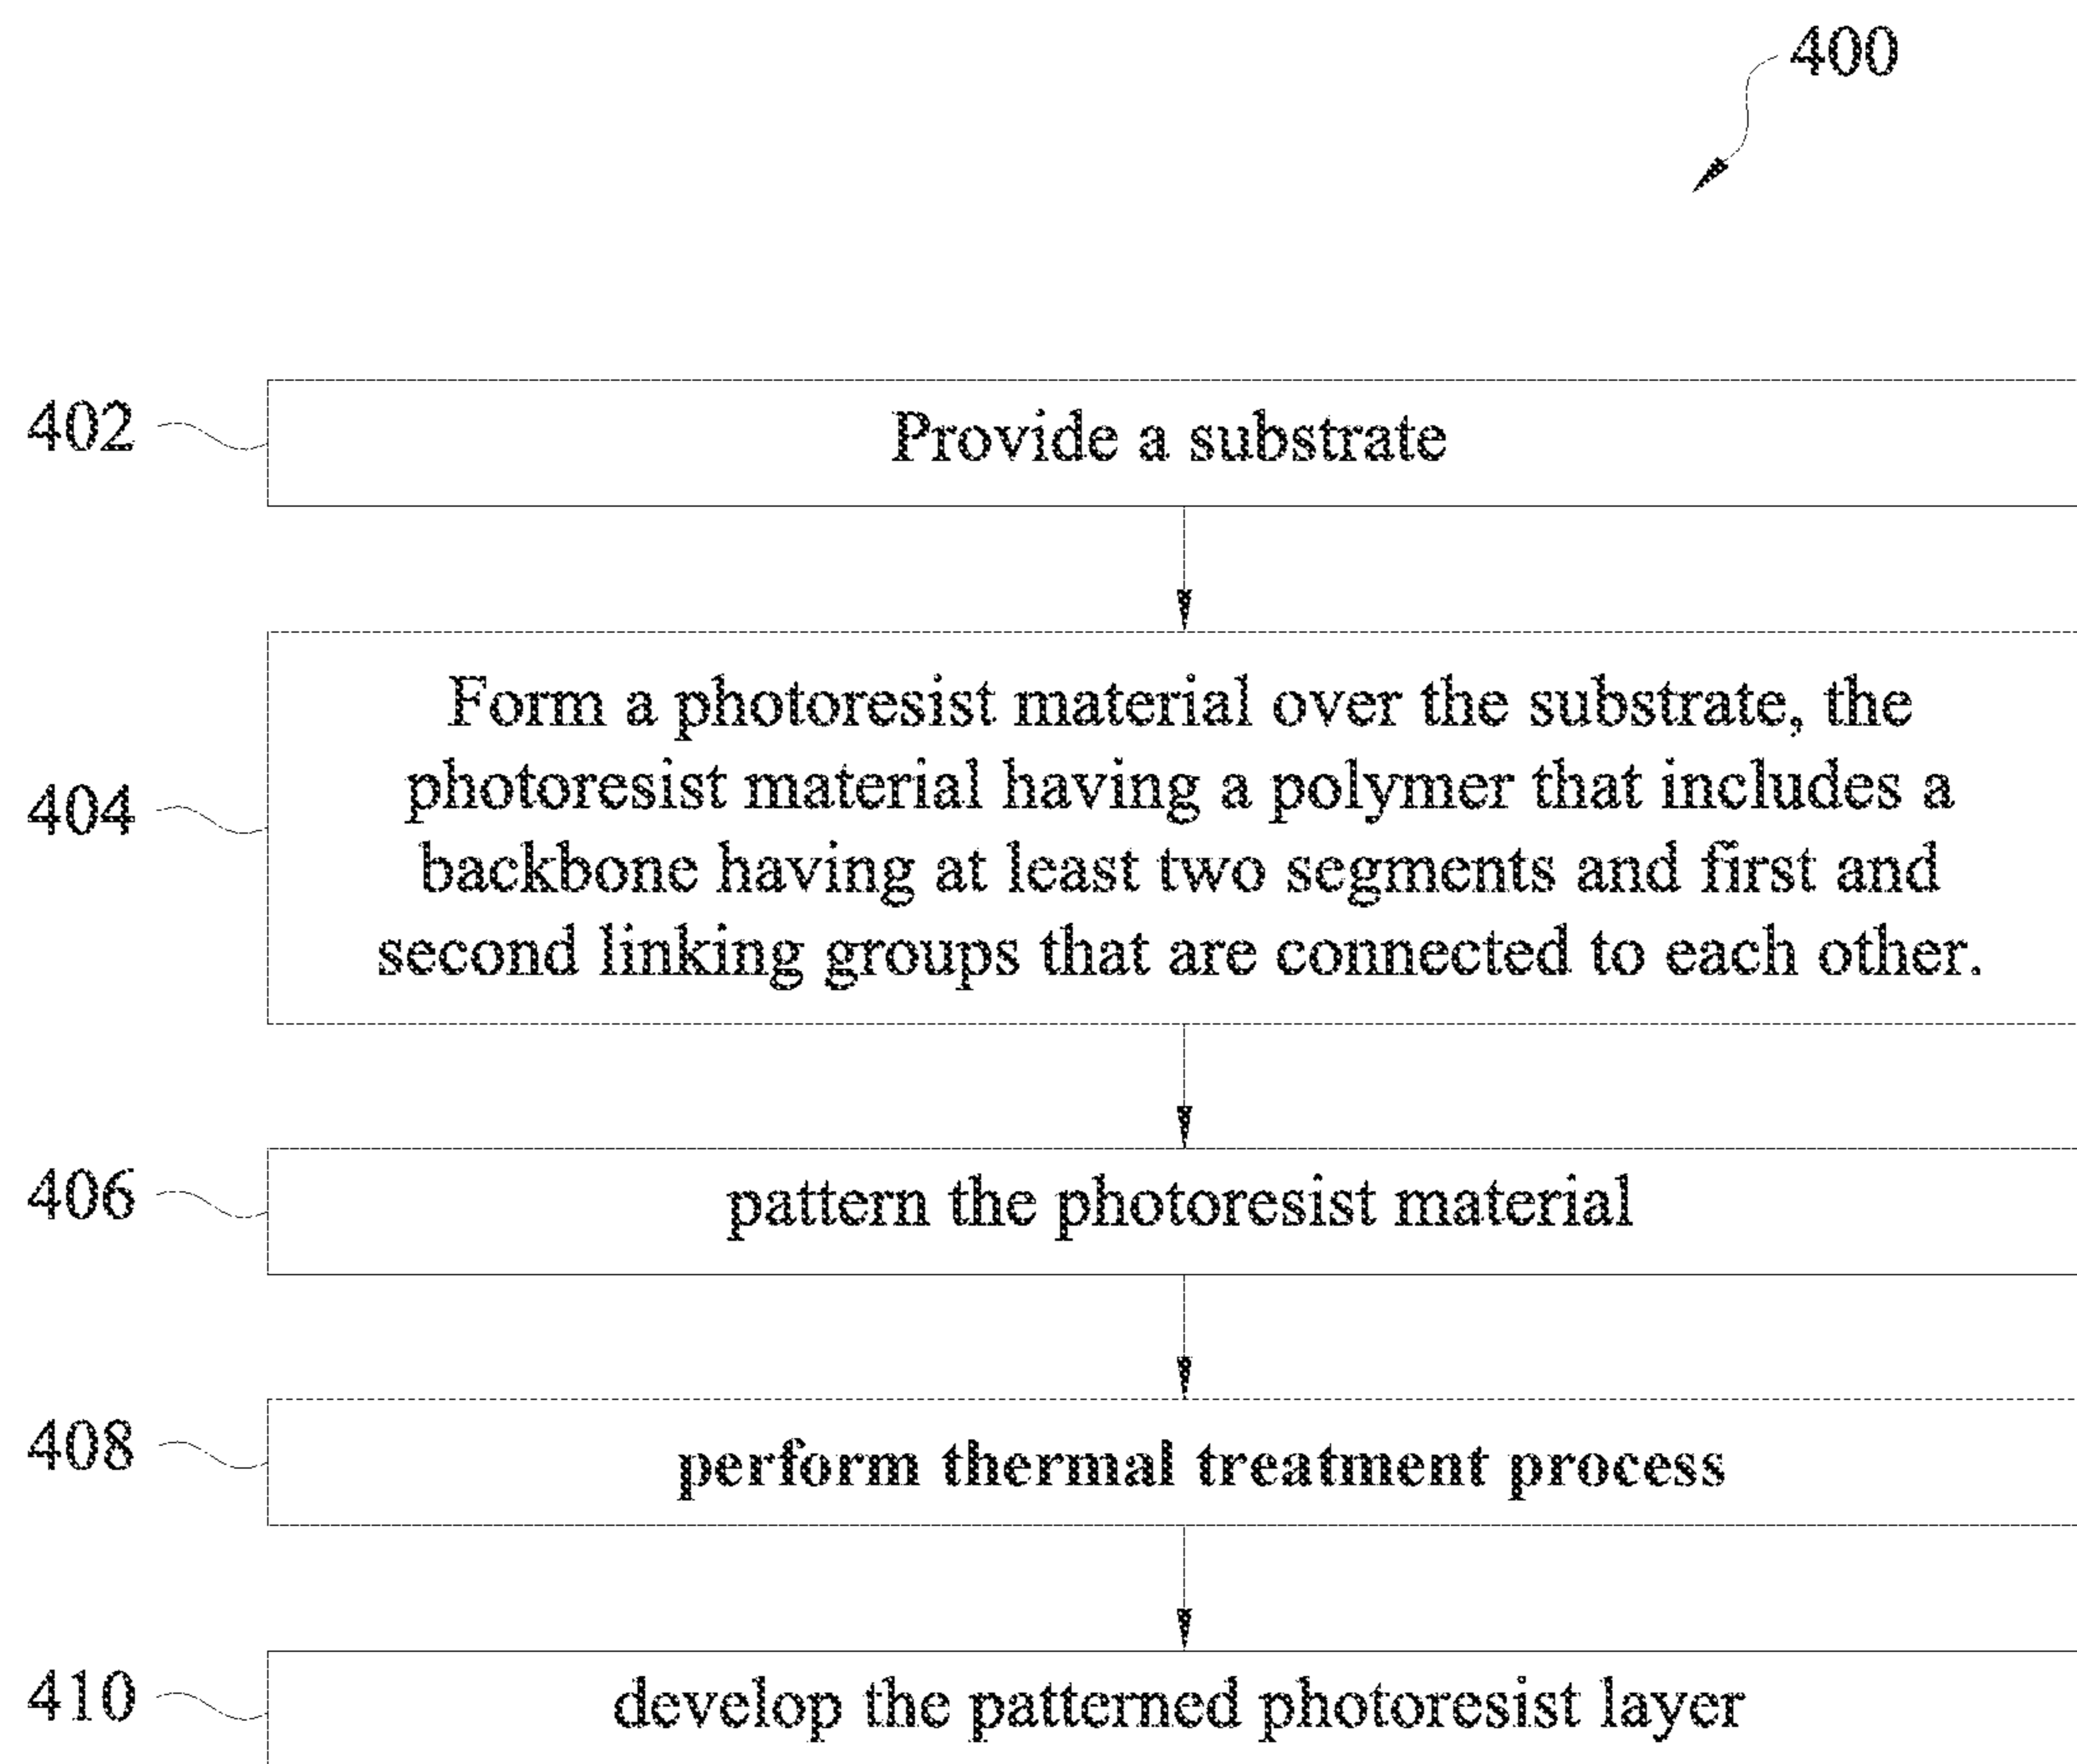 400
402
Provide a substrate
404
Form a photoresist material over the substrate, the
photoresist material having a polymer that includes a
backbone having at least two segments and first and
second linking groups that are connected to each other.
406
pattern the photoresist material
408
perform thermal treatment process
410
develop the patterned photoresist layer